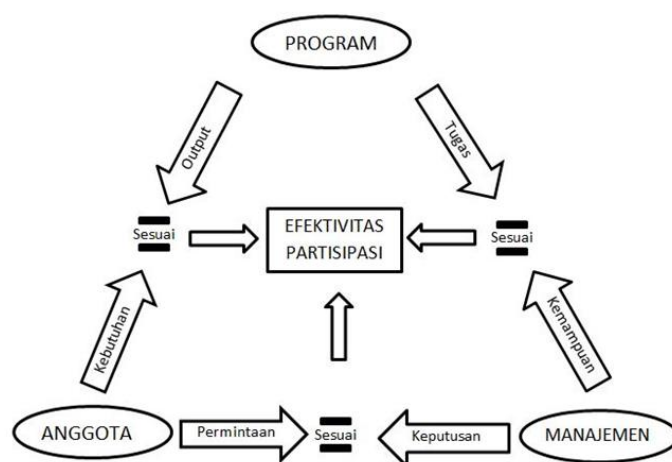 PROGRAM
Output
Tugas
Sesuai
EFEKTIVITAS
PARTISIPASI
Sesuai
Kebutuhan
Kemampuan
ANGGOTA
Permintaan
Sesuai
Keputusan
MANAJEMEN